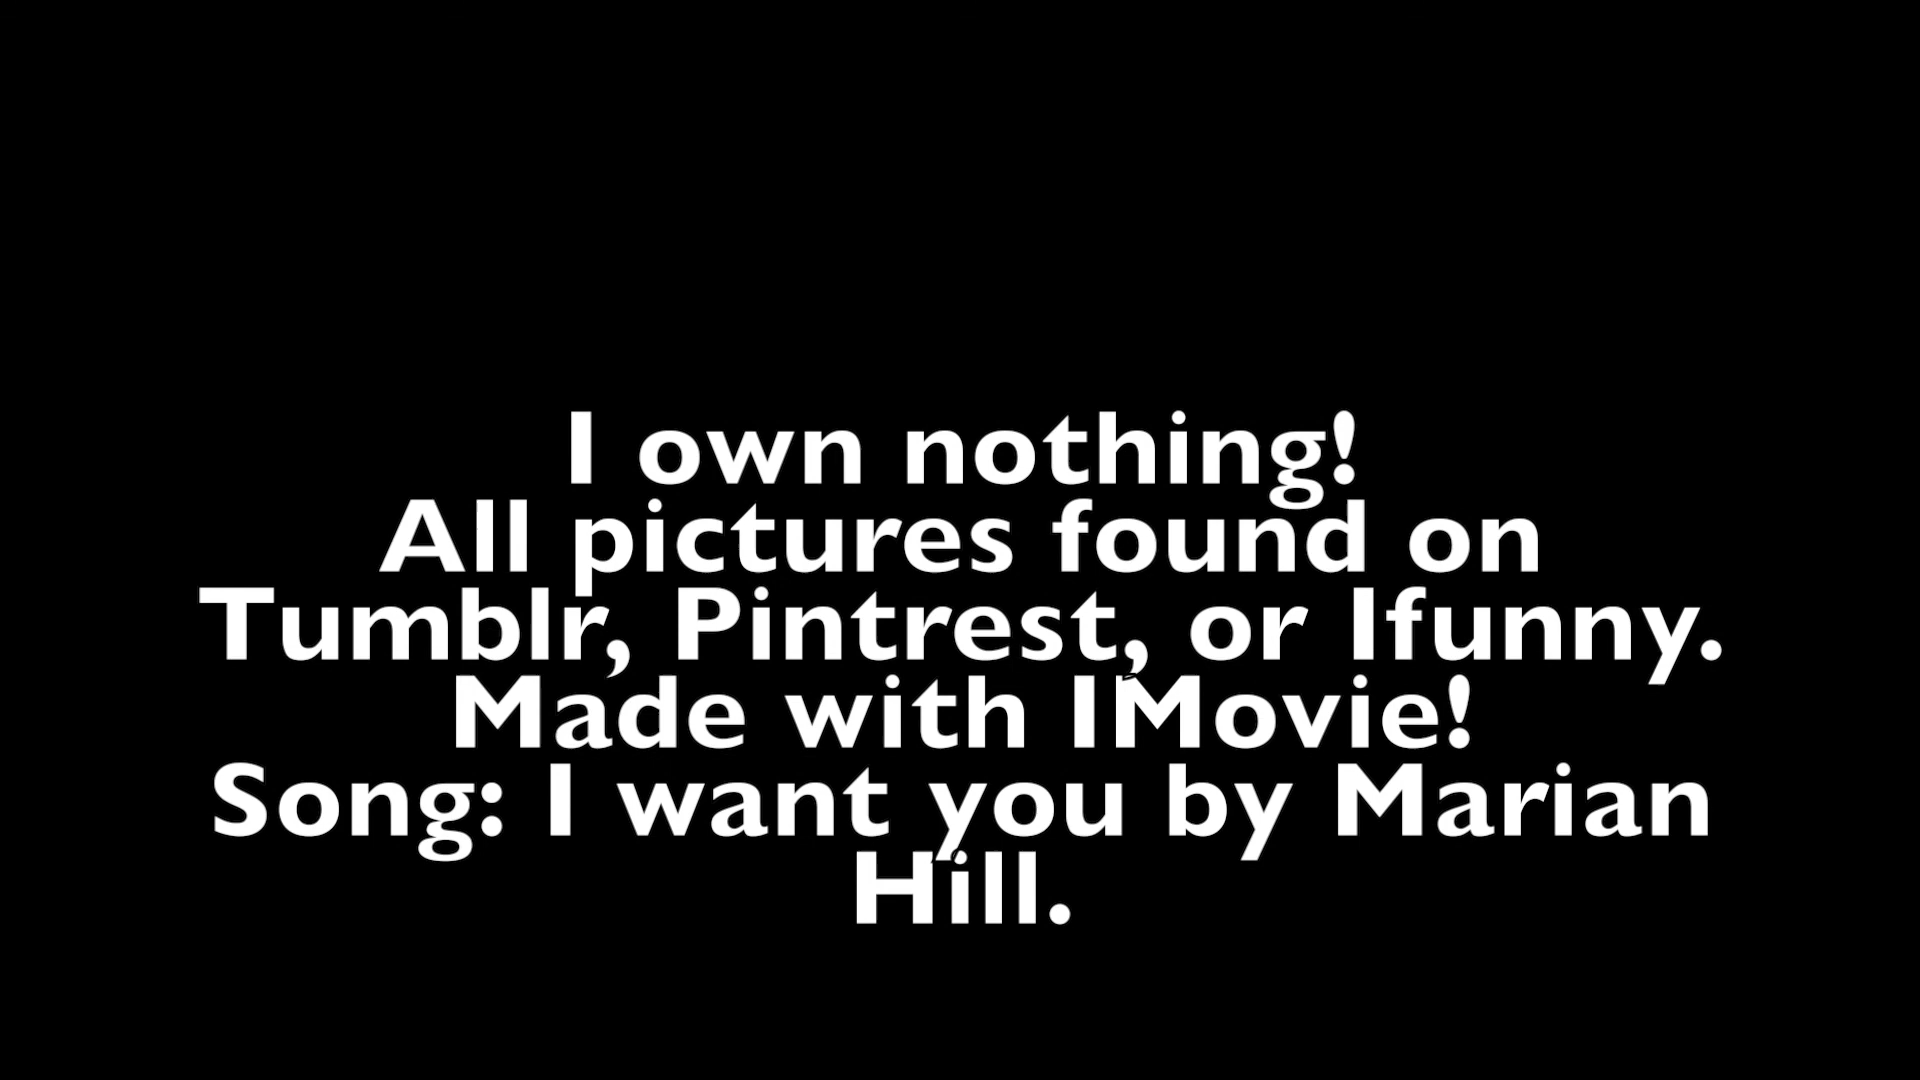 I own nothing!
All pictures found on
Tumblr, Pintrest, or Ifunny.
Made with IMovie!
Song: I want you by Marian
Hill.